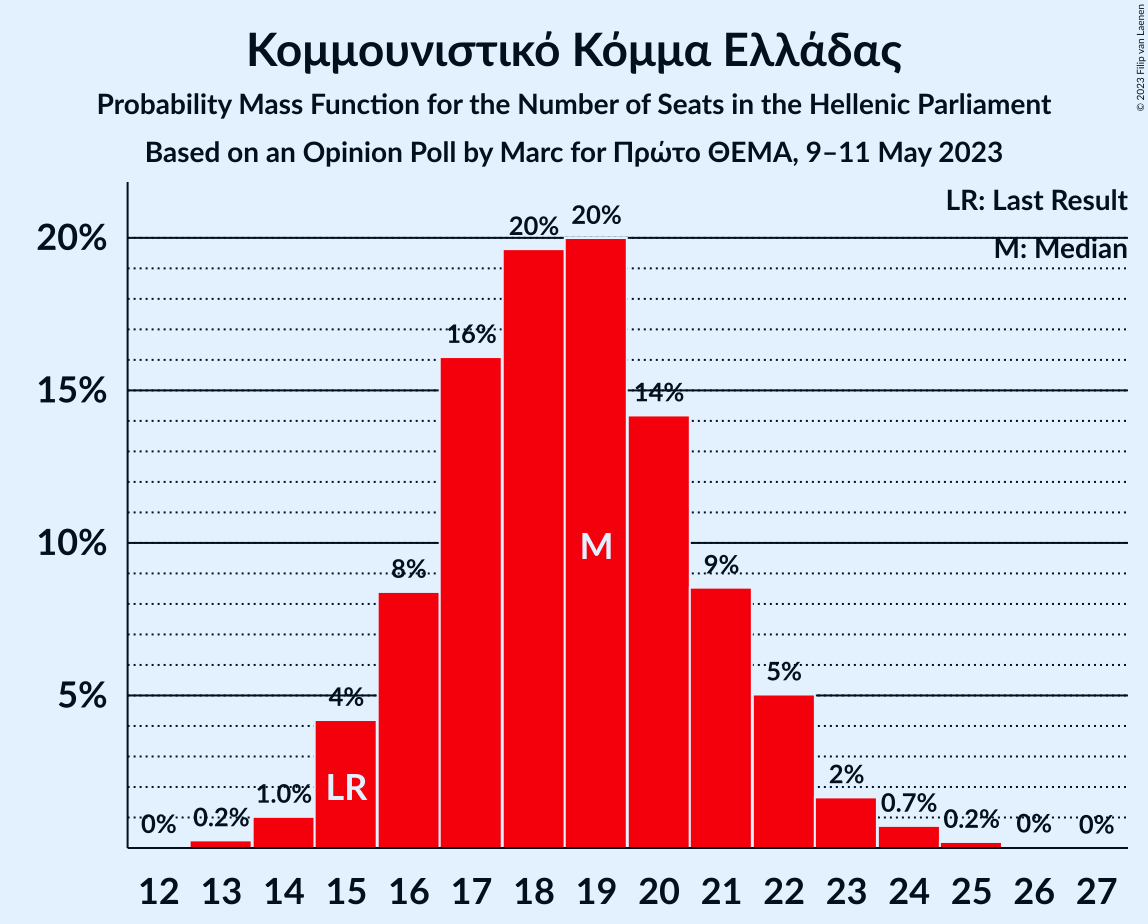 Κομμουνιστικό Κόμμα Ελλάδας
Probability Mass Function for the Number of Seats in the Hellenic Parliament
Based on an Opinion Poll by Marc for Πρώτο ΘΕΜΑ, 9–11 May 2023
© 2023 Filip van Laenen
LR: Last Result
M: Median
20%
15%
10%
5%
0%
0.2%
1.0%
4%
8%
16%
20%
20%
14%
9%
5%
2%
0.7%
0.2%
0%
0%
LR
M
12 13 14 15 16 17 18 19 20 21 22 23 24 25 26 27